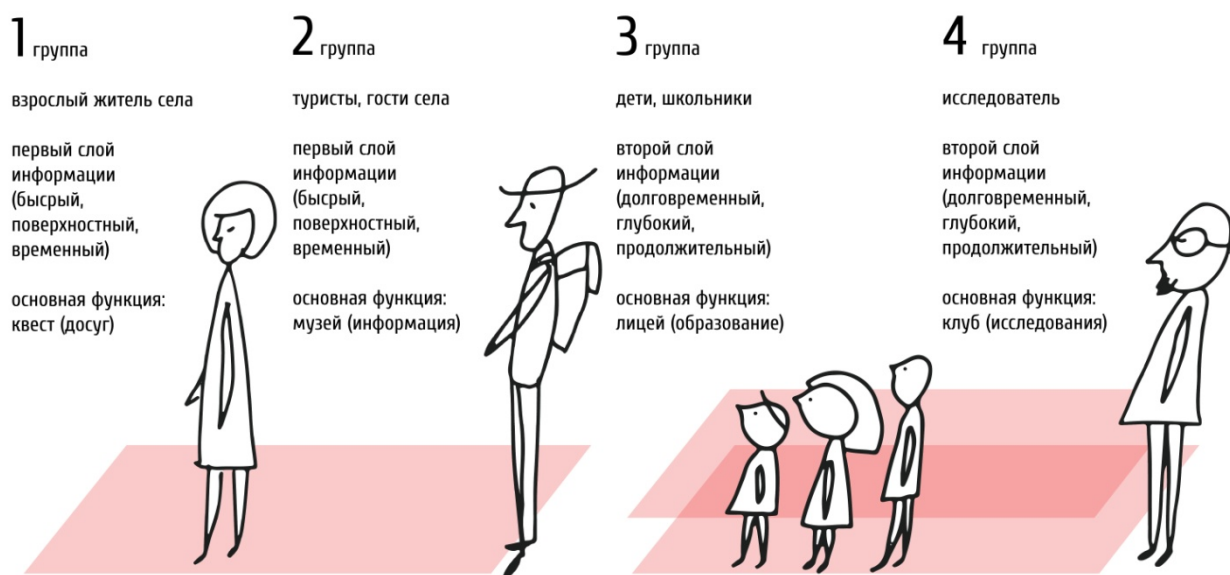 1 группа
взрослый житель села
первый слой
информации
(бысрый,
поверхностный,
временный)
основная функция:
квест (досуг)
2 группа
туристы, гости села
первый слой
информации
(бысрый,
поверхностный,
временный)
основная функция:
музей (информация)
3 группа
дети, школьники
второй слой
информации
(долговременный,
глубокий,
продолжительный)
основная функция:
лицей (образование)
4 группа
исследователь
второй слой
информации
(долговременный,
глубокий,
продолжительный)
основная функция:
клуб (исследования)